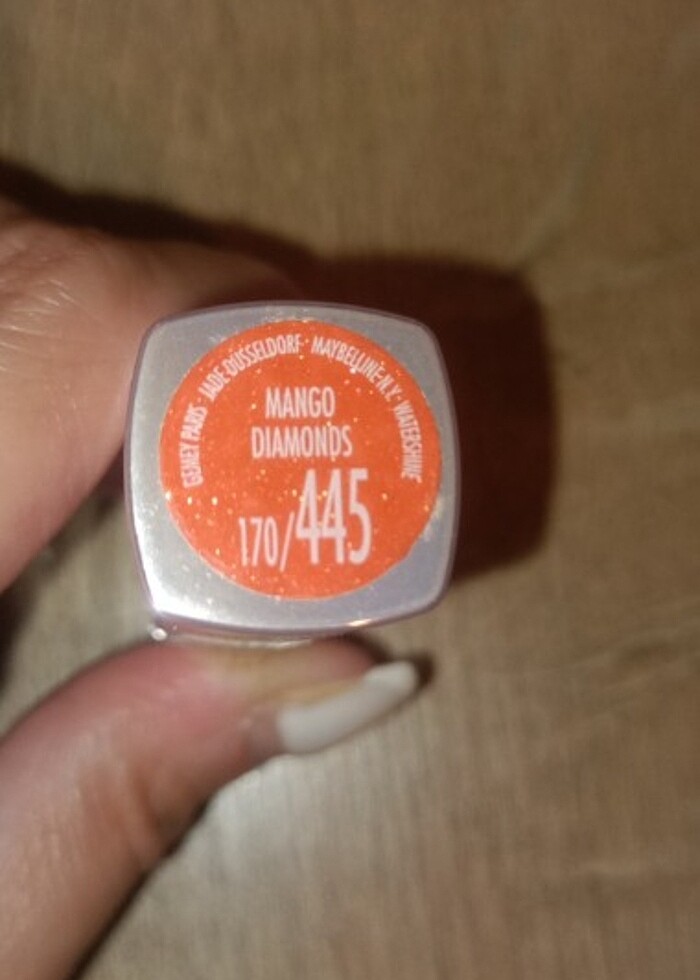 GEMEY PARIS · JADE DÜSSELDORF · MAYBELLINE N.Y. · WATERSHINE
MANGO
DIAMONDS
170/445